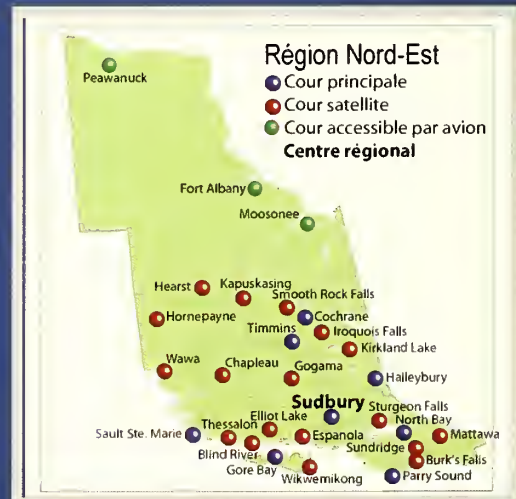 Région Nord-Est
Cour principale
Cour satellite
Cour accessible par avion
Centre régional
Peawanuck
Fort Albany
Moosonee
Hearst
Kapuskasing
Smooth Rock Falls
Hornepayne
Cochrane
Timmins
Iroquois Falls
Kirkland Lake
Wawa
Chapleau
Gogama
Haileybury
Sudbury
Sturgeon Falls
Elliot Lake
North Bay
Sault Ste. Marie
Thessalon
Espanola
Mattawa
Sundridge
Blind River
Burk's Falls
Gore Bay
Wikwemikong
Parry Sound